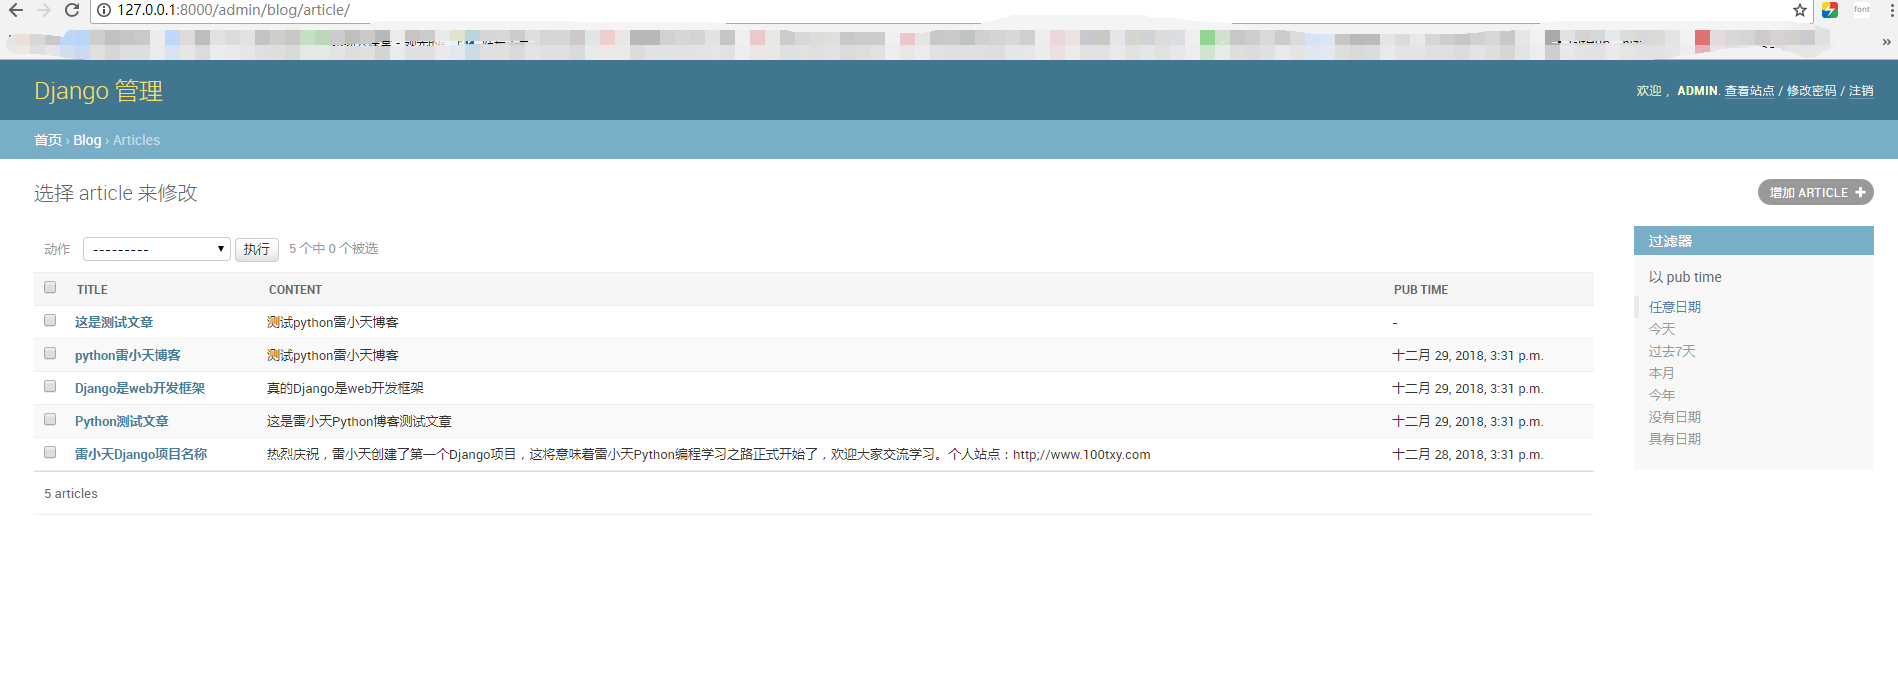 127.0.0.1:8000/admin/blog/article/
font
Django 管理
欢迎， ADMIN. 查看站点 / 修改密码 / 注销
首页 › Blog › Articles
选择 article 来修改
增加 ARTICLE +
动作 --------- 执行 5 个中 0 个被选
TITLE CONTENT PUB TIME
这是测试文章 测试python雷小天博客 -
python雷小天博客 测试python雷小天博客 十二月 29, 2018, 3:31 p.m.
Django是web开发框架 真的Django是web开发框架 十二月 29, 2018, 3:31 p.m.
Python测试文章 这是雷小天Python博客测试文章 十二月 29, 2018, 3:31 p.m.
雷小天Django项目名称 热烈庆祝，雷小天创建了第一个Django项目，这将意味着雷小天Python编程学习之路正式开始了，欢迎大家交流学习。个人站点：http;//www.100txy.com 十二月 28, 2018, 3:31 p.m.
5 articles
过滤器
以 pub time
任意日期
今天
过去7天
本月
今年
没有日期
具有日期